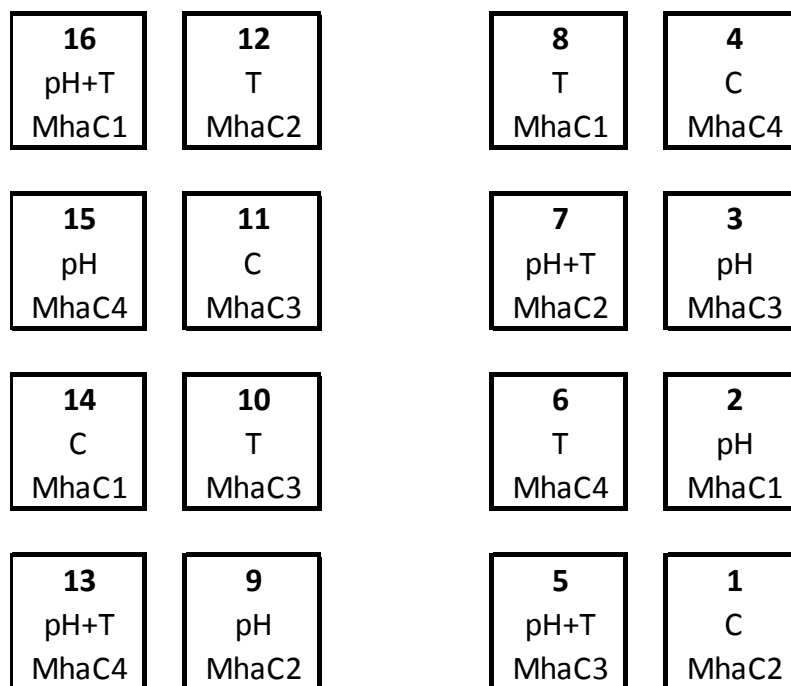 16 12 8 4
pH+T T T C
MhaC1 MhaC2 MhaC1 MhaC4
15 11 7 3
pH C pH+T pH
MhaC4 MhaC3 MhaC2 MhaC3
14 10 6 2
C T T pH
MhaC1 MhaC3 MhaC4 MhaC1
13 9 5 1
pH+T pH pH+T C
MhaC4 MhaC2 MhaC3 MhaC2